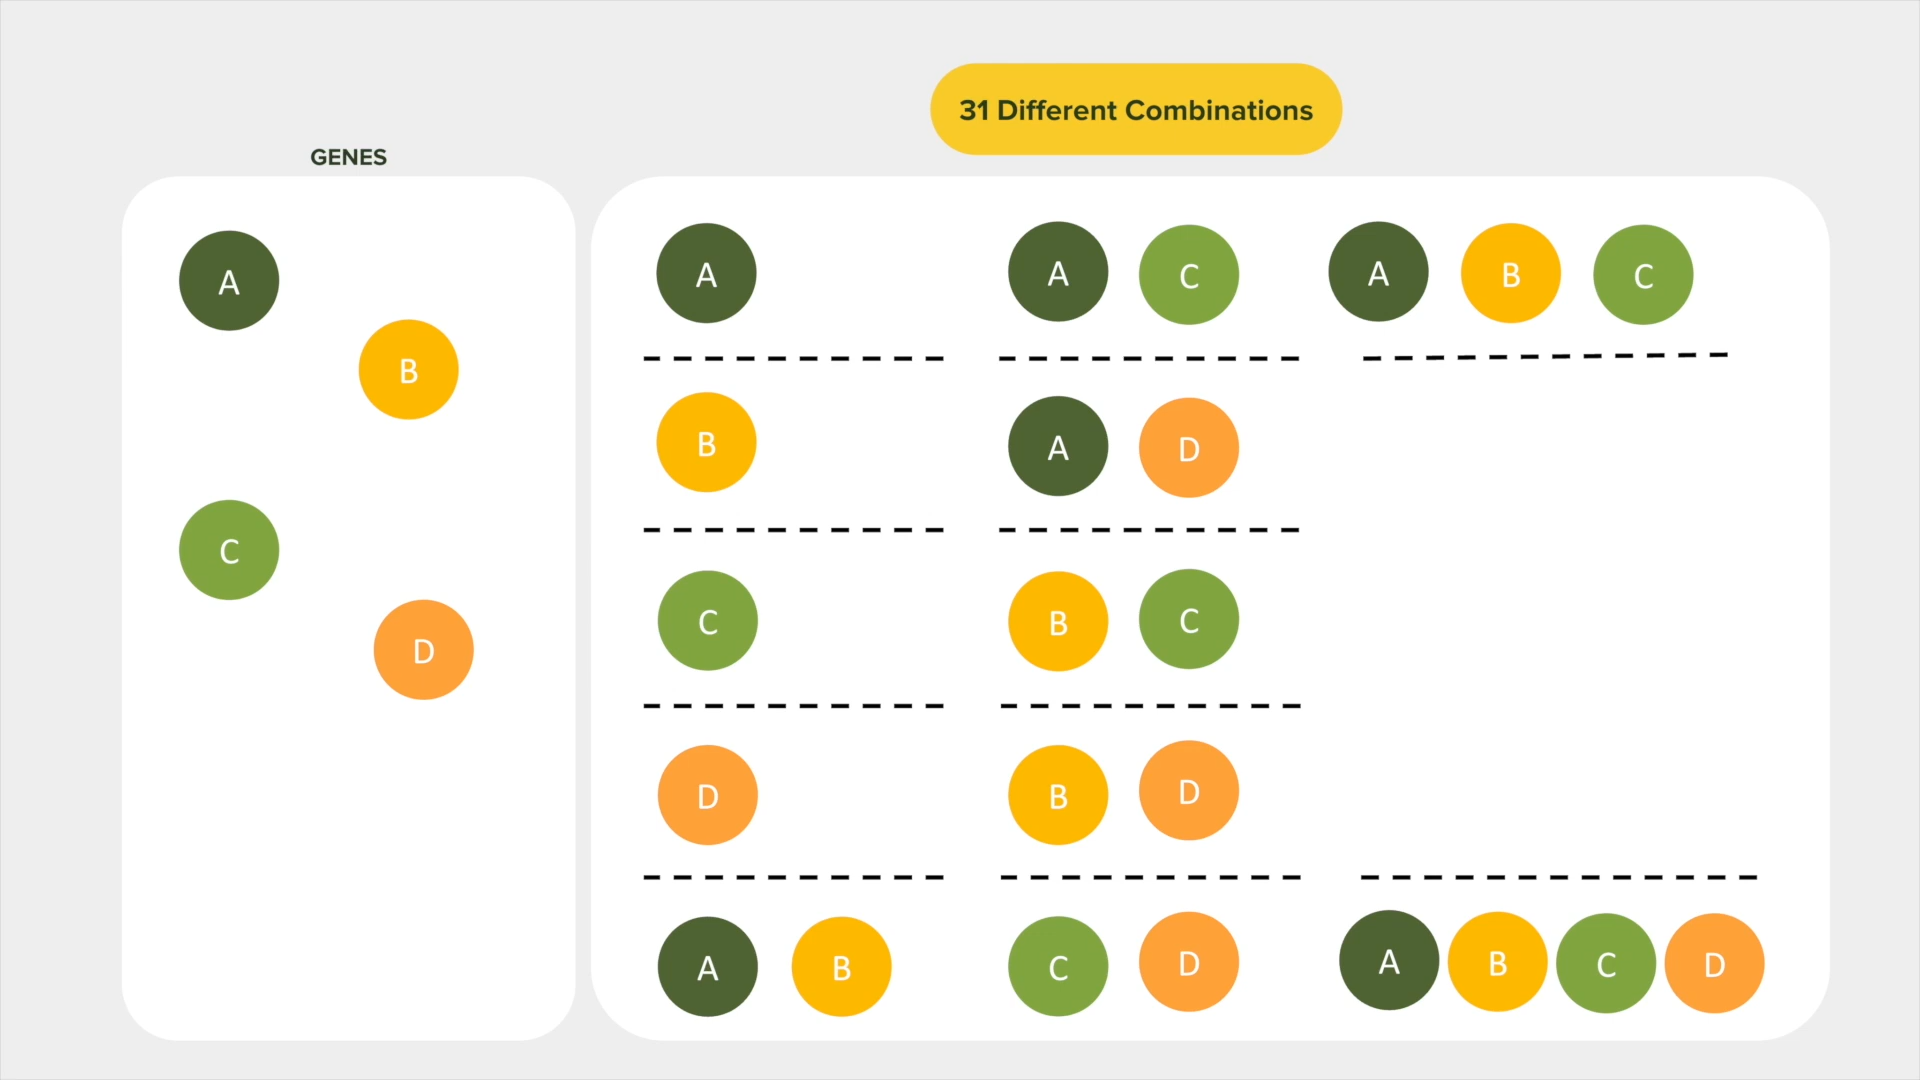 31 Different Combinations
GENES
A
B
C
D
A
A C
A B C
B
A D
C
B C
D
B D
A B
C D
A B C D